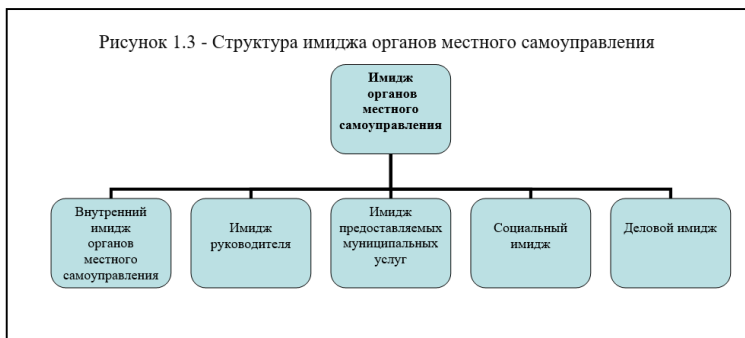 Рисунок 1.3 - Структура имиджа органов местного самоуправления
Имидж
органов
местного
самоуправления
Внутренний
имидж
органов
местного
самоуправления
Имидж
руководителя
Имидж
предоставляемых
муниципальных
услуг
Социальный
имидж
Деловой имидж